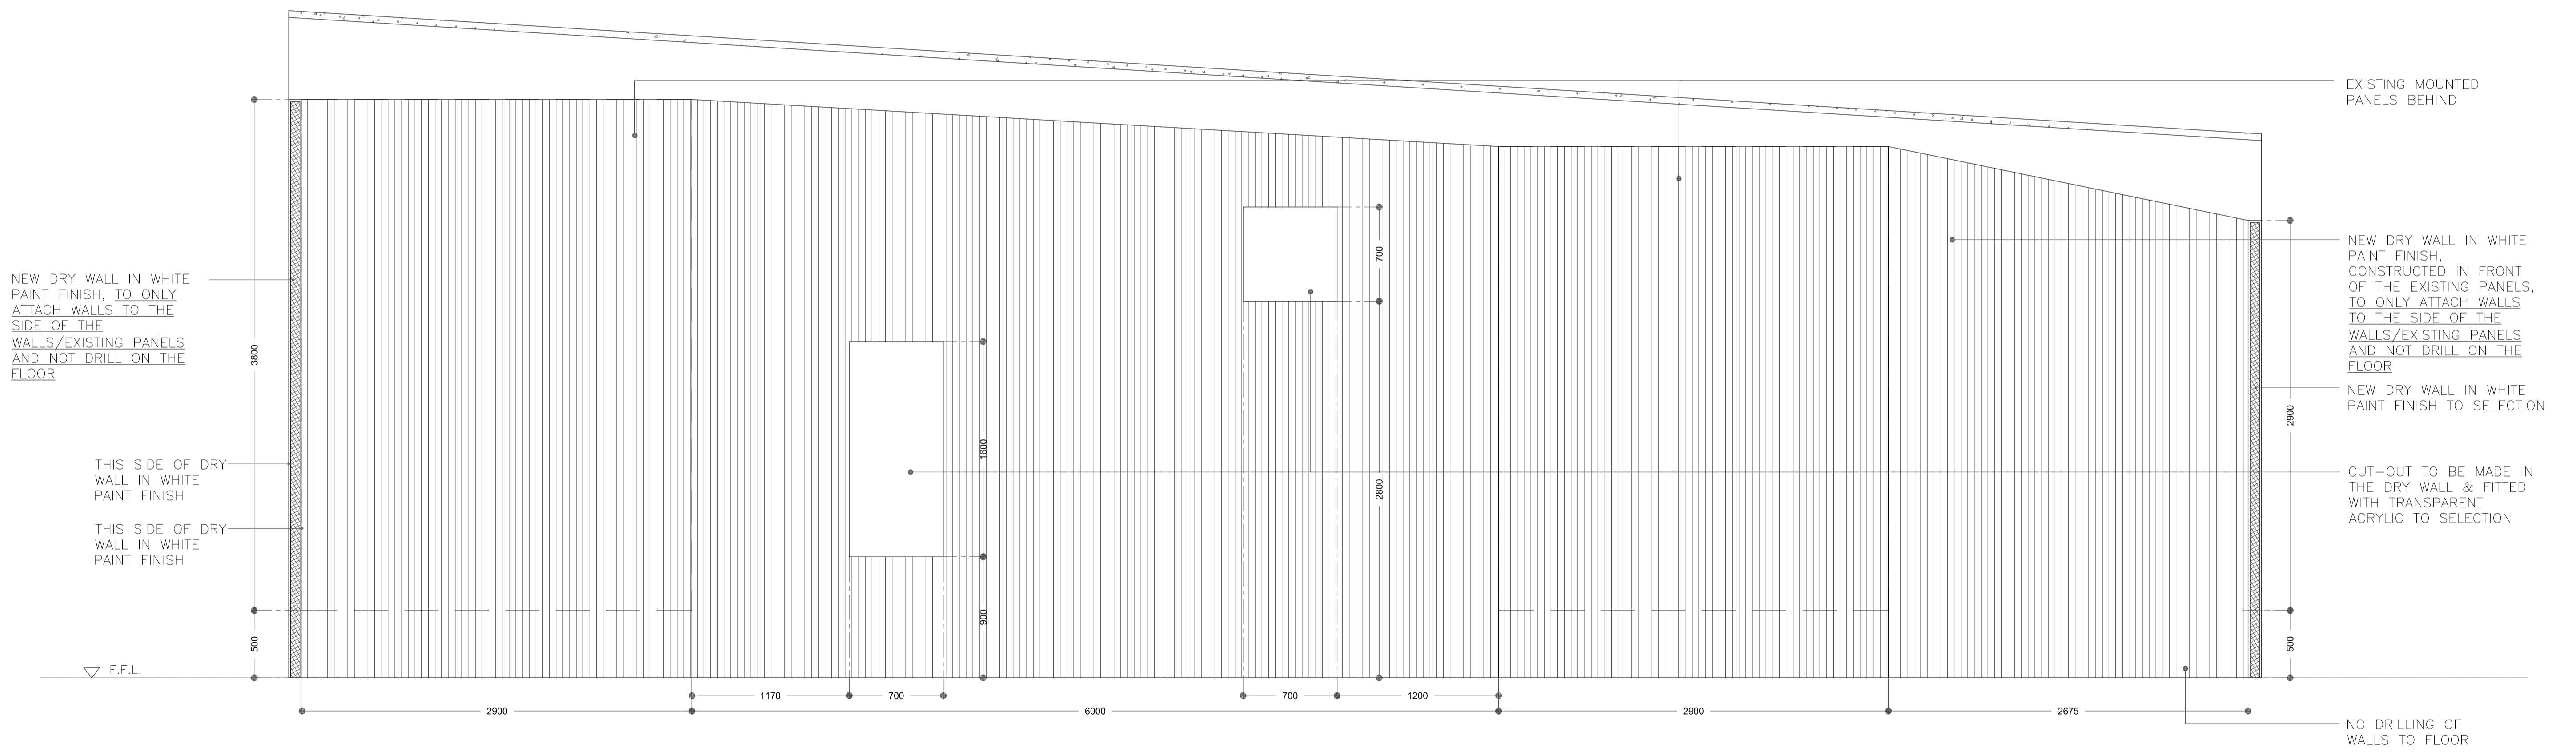 EXISTING MOUNTED
PANELS BEHIND
NEW DRY WALL IN WHITE
PAINT FINISH, TO ONLY
ATTACH WALLS TO THE
SIDE OF THE
WALLS/EXISTING PANELS
AND NOT DRILL ON THE
FLOOR
THIS SIDE OF DRY
WALL IN WHITE
PAINT FINISH
THIS SIDE OF DRY
WALL IN WHITE
PAINT FINISH
F.F.L.
3800
500
1600
900
700
2800
2900
500
NEW DRY WALL IN WHITE
PAINT FINISH,
CONSTRUCTED IN FRONT
OF THE EXISTING PANELS,
TO ONLY ATTACH WALLS
TO THE SIDE OF THE
WALLS/EXISTING PANELS
AND NOT DRILL ON THE
FLOOR
NEW DRY WALL IN WHITE
PAINT FINISH TO SELECTION
CUT-OUT TO BE MADE IN
THE DRY WALL & FITTED
WITH TRANSPARENT
ACRYLIC TO SELECTION
1170
700
700
1200
2900
6000
2900
2675
NO DRILLING OF
WALLS TO FLOOR